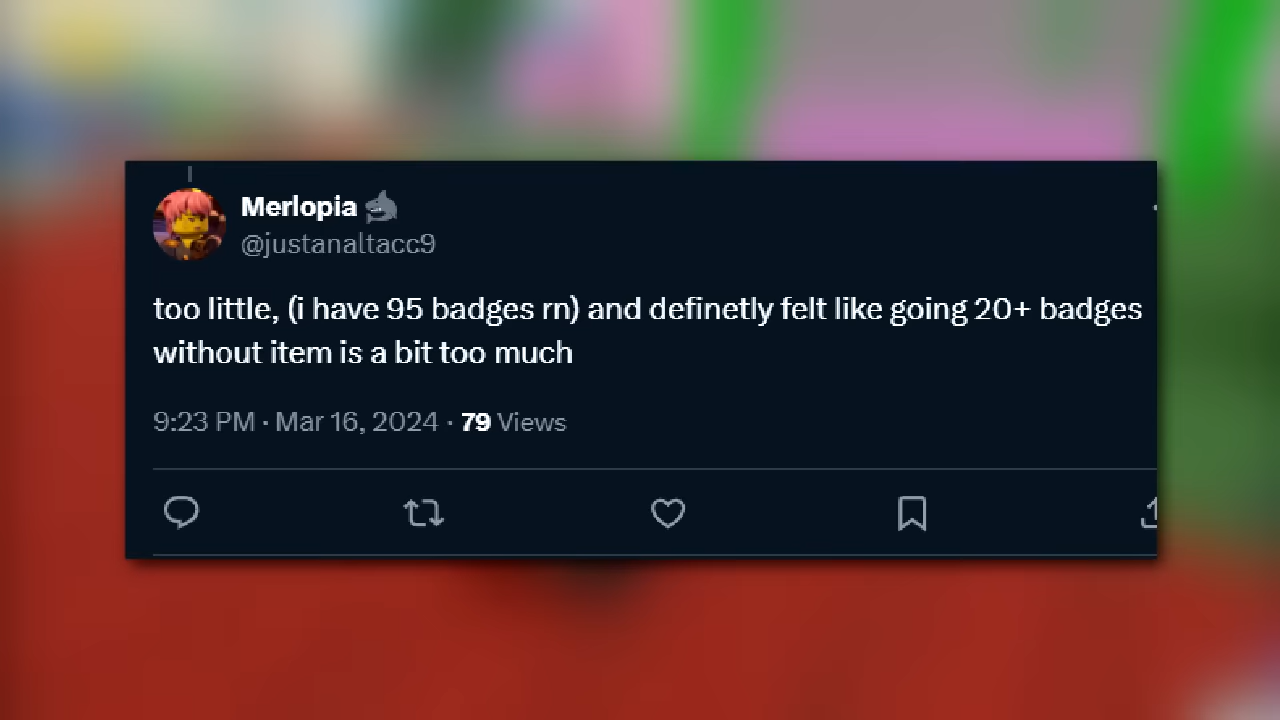 Merlopia 🦈
@justanaltacc9
too little, (i have 95 badges rn) and definetly felt like going 20+ badges
without item is a bit too much
9:23 PM · Mar 16, 2024 · 79 Views